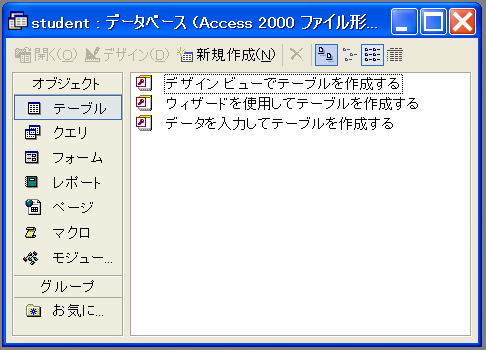 student : データベース (Access 2000 ファイル形...
開く(O) デザイン(D) 新規作成(N)
オブジェクト
テーブル
クエリ
フォーム
レポート
ページ
マクロ
モジュー...
グループ
お気に...
デザイン ビューでテーブルを作成する
ウィザードを使用してテーブルを作成する
データを入力してテーブルを作成する